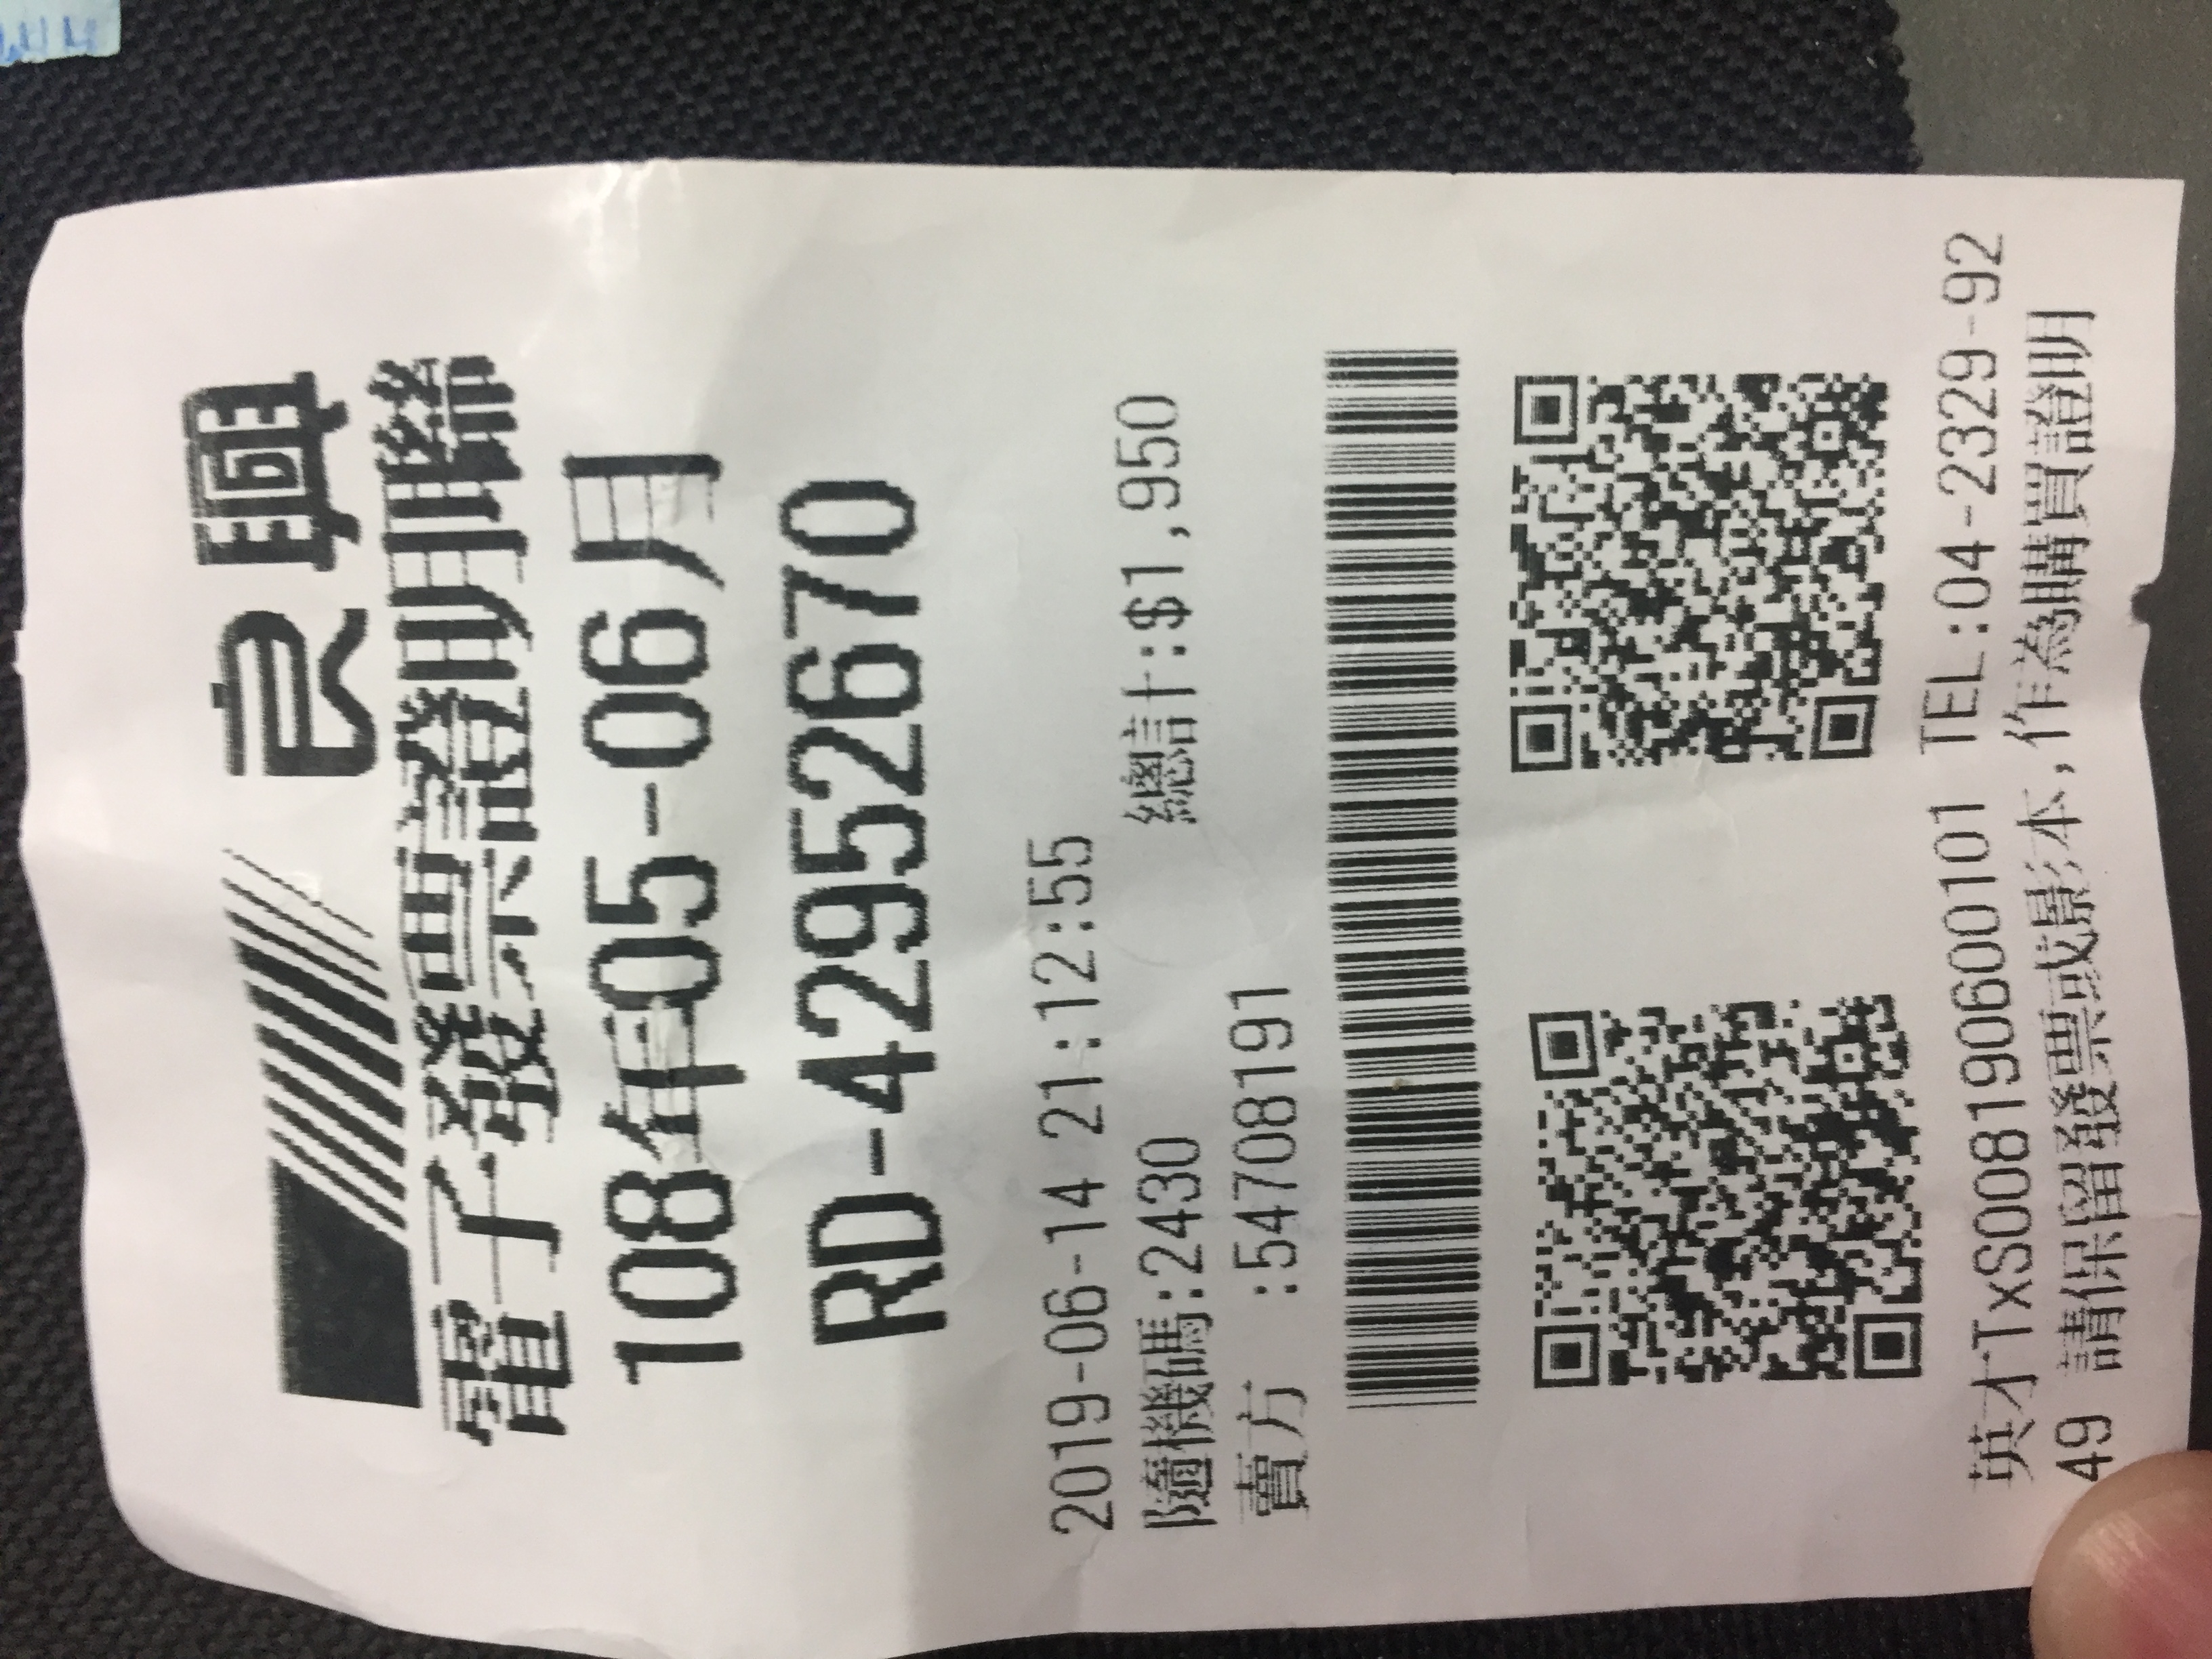 良興
電子發票證明聯
108年05-06月
RD-42952670
2019-06-14 21:12:55
隨機碼:2430 總計:$1,950
賣方 :54708191
英才TxS008190600101 TEL:04-2329-92
49 請保留發票或影本,作為購買證明